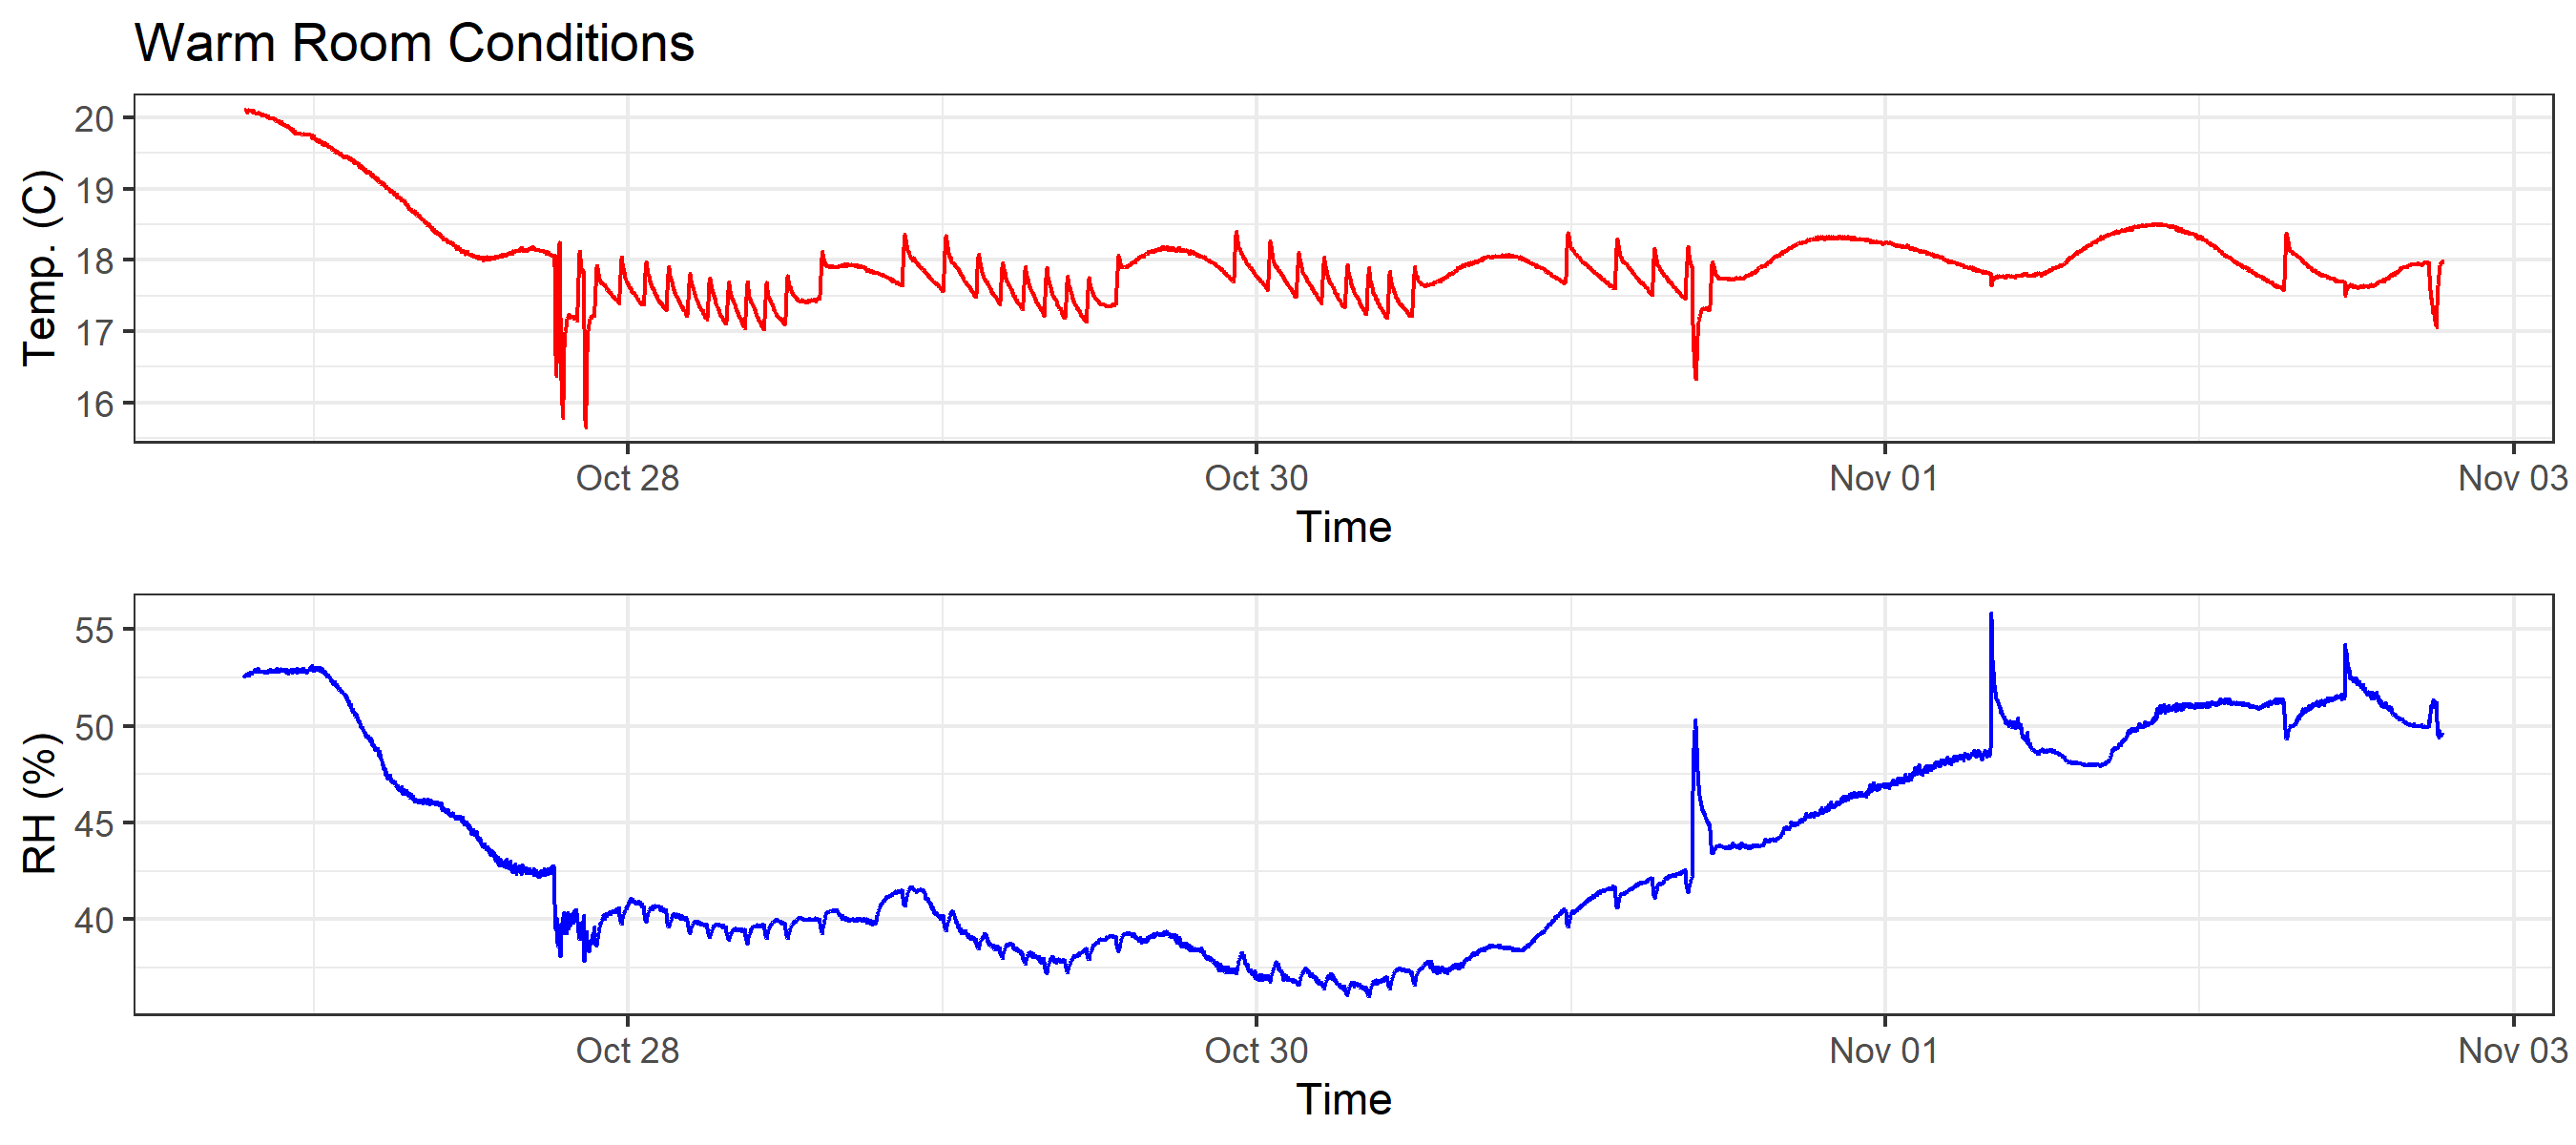 Warm Room Conditions
Temp. (C)
20
19
18
17
16
Oct 28 Oct 30 Nov 01 Nov 03
Time
RH (%)
55
50
45
40
Oct 28 Oct 30 Nov 01 Nov 03
Time